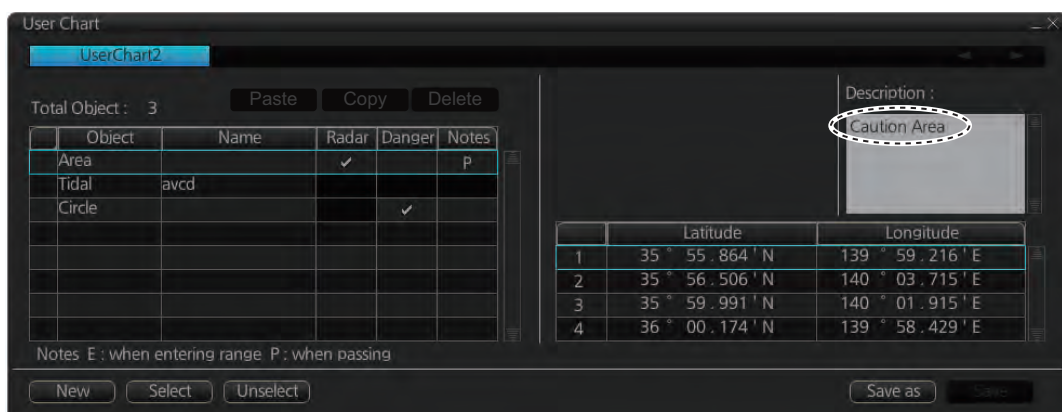 User Chart
UserChart2
Total Object : 3
Paste Copy Delete
Object Name Radar Danger Notes
Area ✓ P
Tidal avcd
Circle ✓
Notes E : when entering range P : when passing
Description :
Caution Area
Latitude Longitude
1 35 ° 55 . 864 ' N 139 ° 59 . 216 ' E
2 35 ° 56 . 506 ' N 140 ° 03 . 715 ' E
3 35 ° 59 . 991 ' N 140 ° 01 . 915 ' E
4 36 ° 00 . 174 ' N 139 ° 58 . 429 ' E
New Select Unselect Save as Save